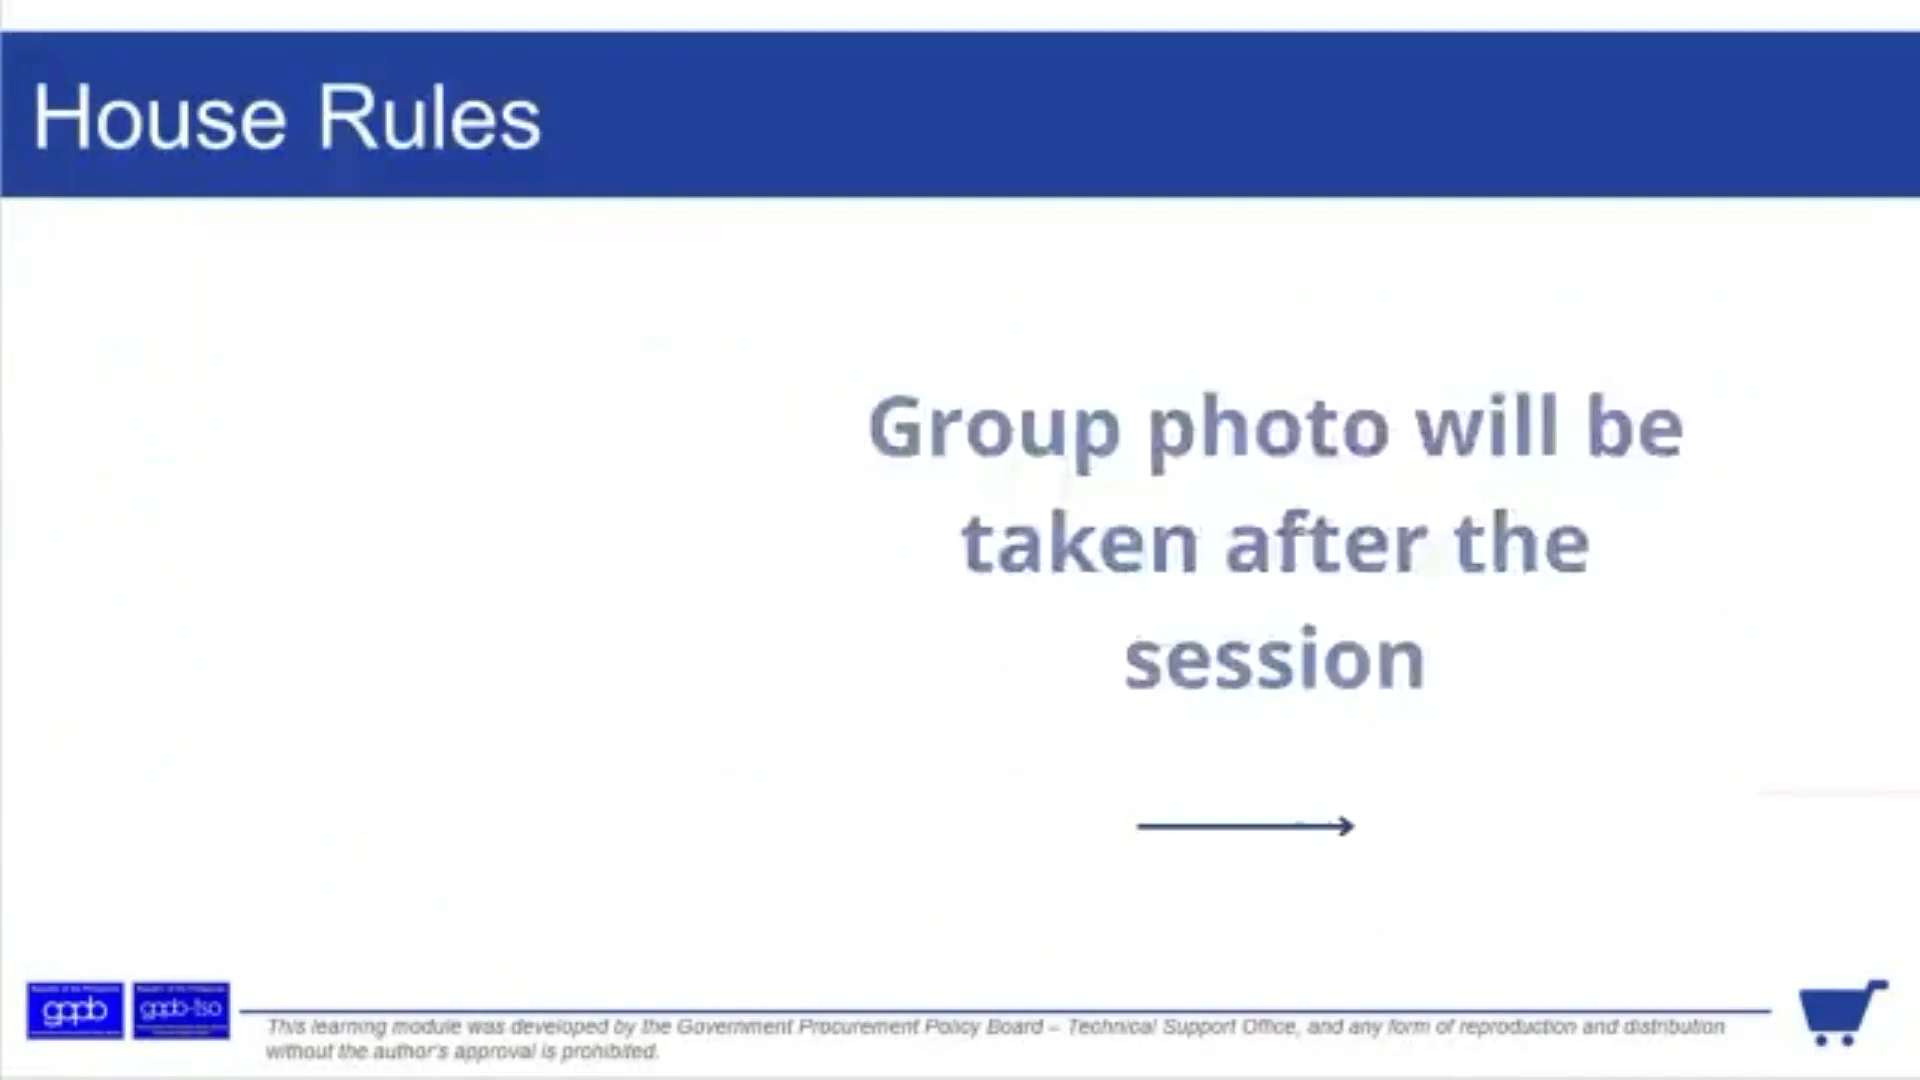 House Rules
Group photo will be
taken after the
session
gppb
gppb-tso
This learning module was developed by the Government Procurement Policy Board – Technical Support Office, and any form of reproduction and distribution
without the author's approval is prohibited.